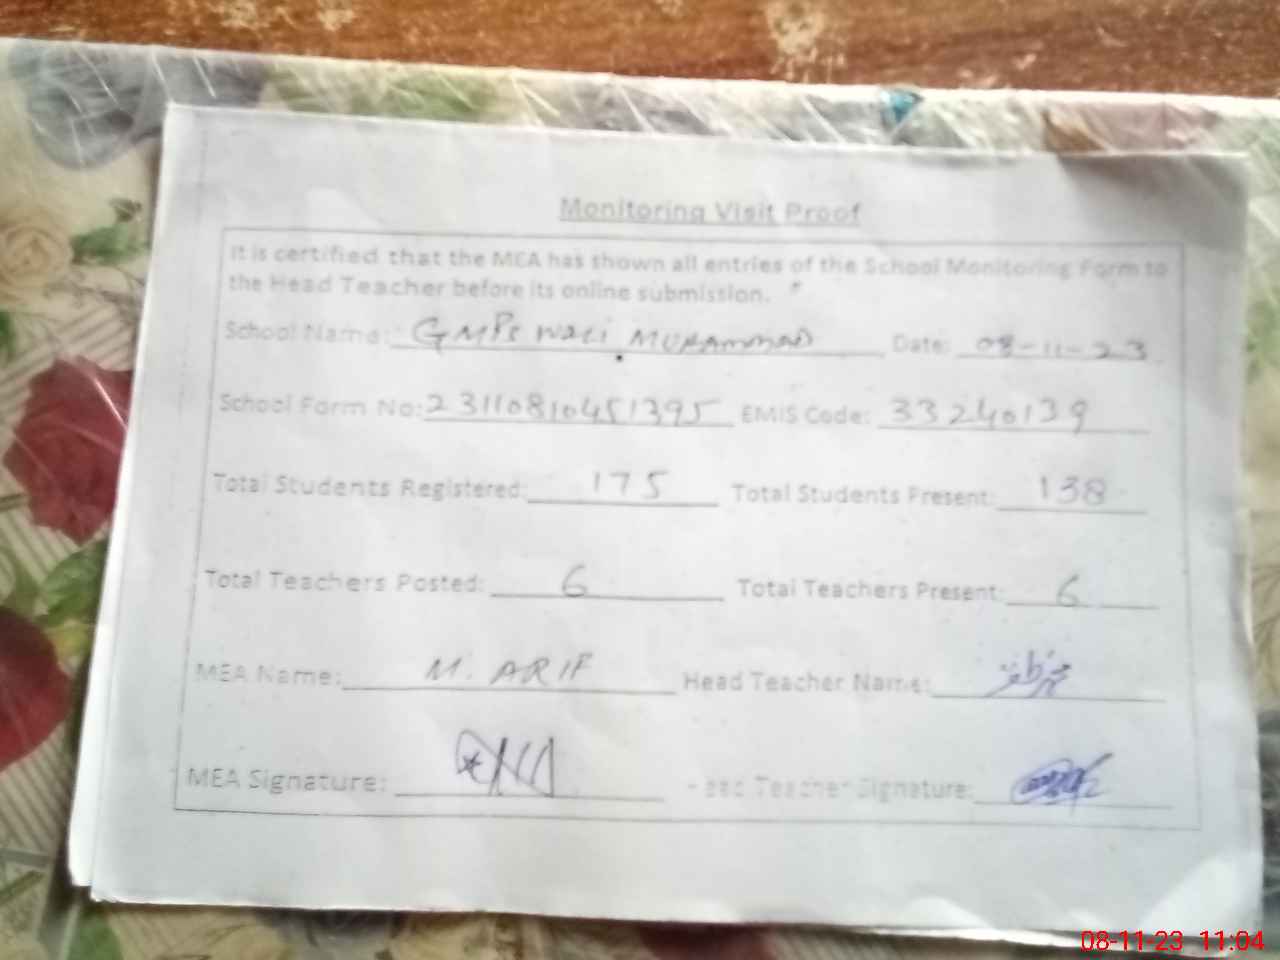 Monitoring Visit Proof
It is certified that the MEA has shown all entries of the School Monitoring Form to
the Head Teacher before its online submission.
School Name: GMPS Wali MUHAMMAD Date: 08-11-23
School Form No: 23110810451395 EMIS Code: 33240139
Total Students Registered: 175 Total Students Present: 138
Total Teachers Posted: 6 Total Teachers Present: 6
MEA Name: M. ARIF Head Teacher Name:
MEA Signature: Head Teacher Signature:
08-11-23 11:04